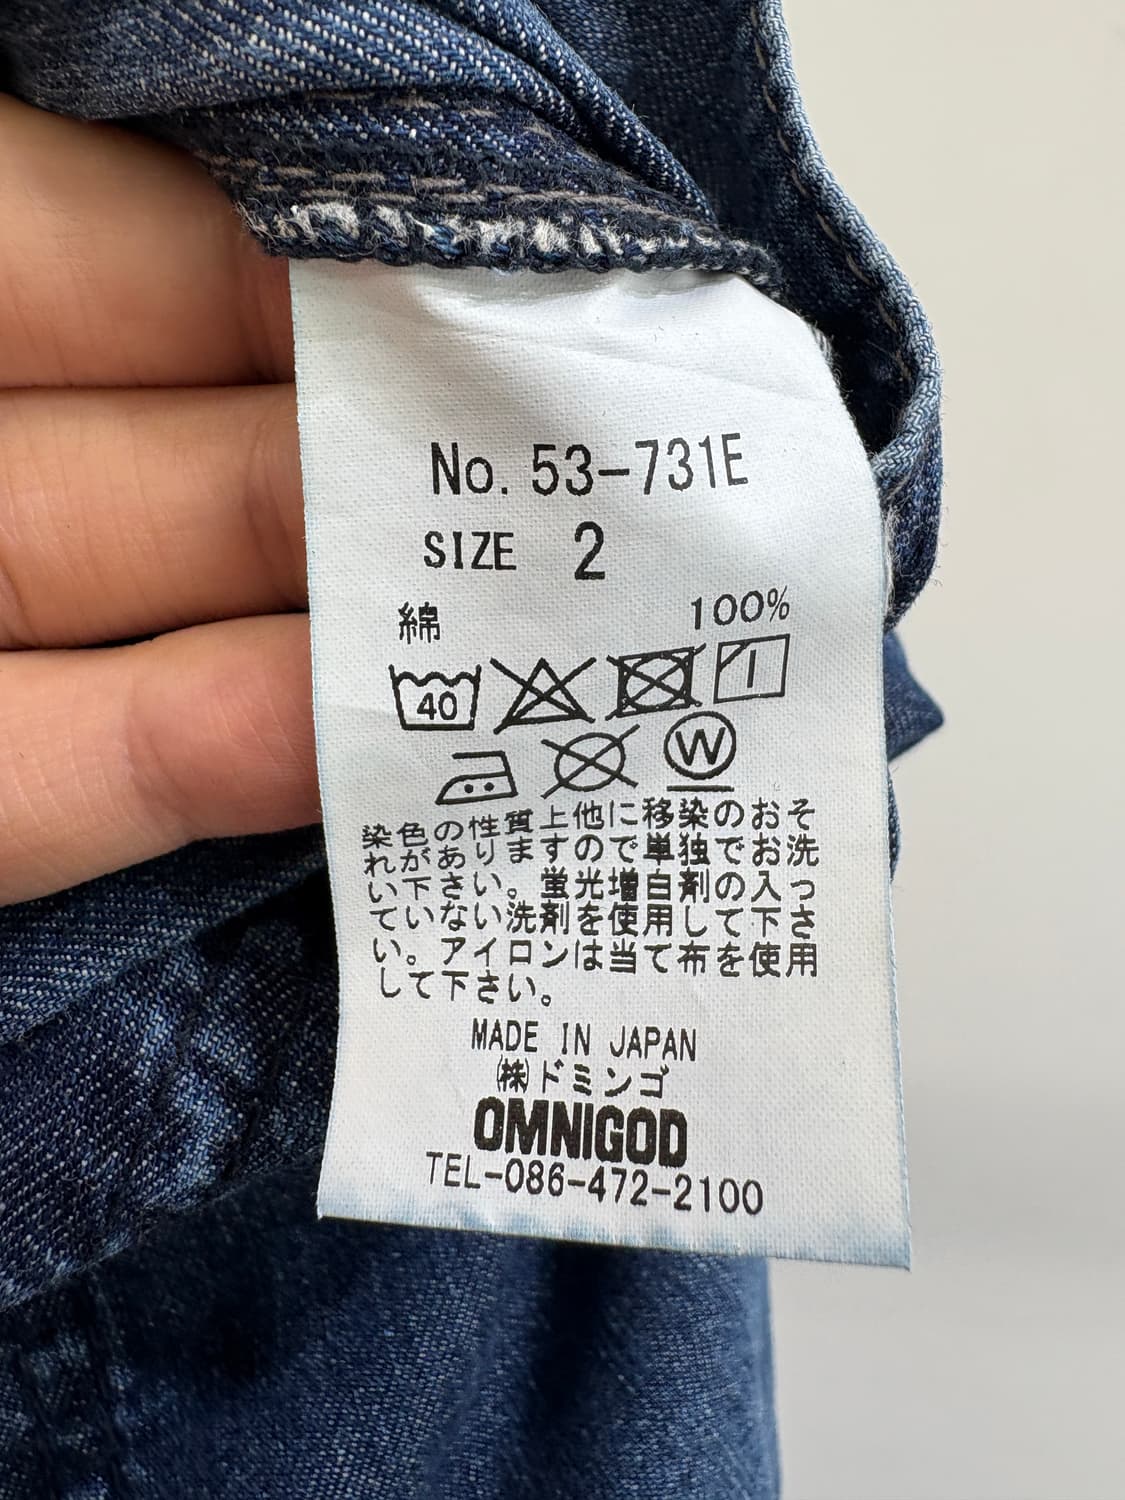 No. 53-731E
SIZE 2
綿 100%
40
W
染色の性質上他に移染のおそ
れがありますので単独でお洗
い下さい。蛍光増白剤の入っ
ていない洗剤を使用して下さ
い。アイロンは当て布を使用
して下さい。
MADE IN JAPAN
㈱ドミンゴ
OMNIGOD
TEL-086-472-2100